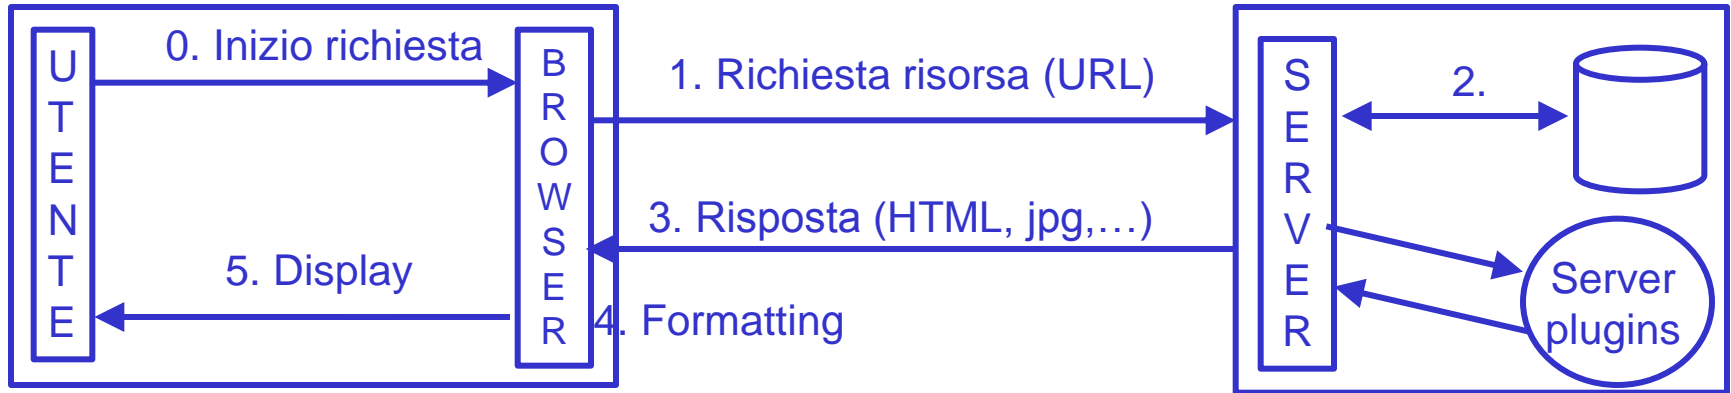 UTENTE
0. Inizio richiesta
BROWSER
1. Richiesta risorsa (URL)
SERVER
2.
3. Risposta (HTML, jpg,…)
5. Display
4. Formatting
Server
plugins